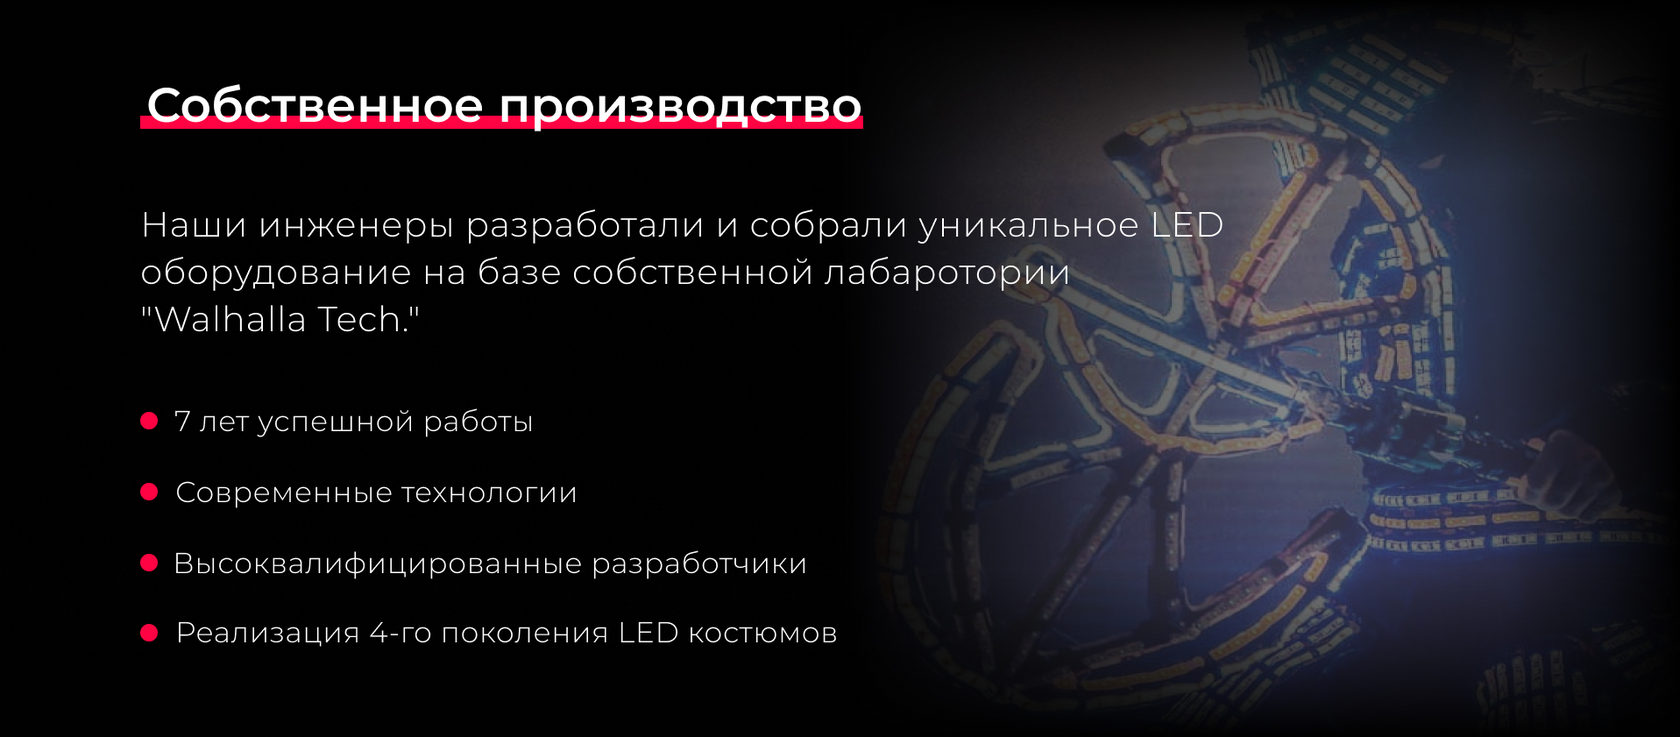 Собственное производство
Наши инженеры разработали и собрали уникальное LED
оборудование на базе собственной лабаротории
"Walhalla Tech."
7 лет успешной работы
Современные технологии
Высоквалифицированные разработчики
Реализация 4-го поколения LED костюмов